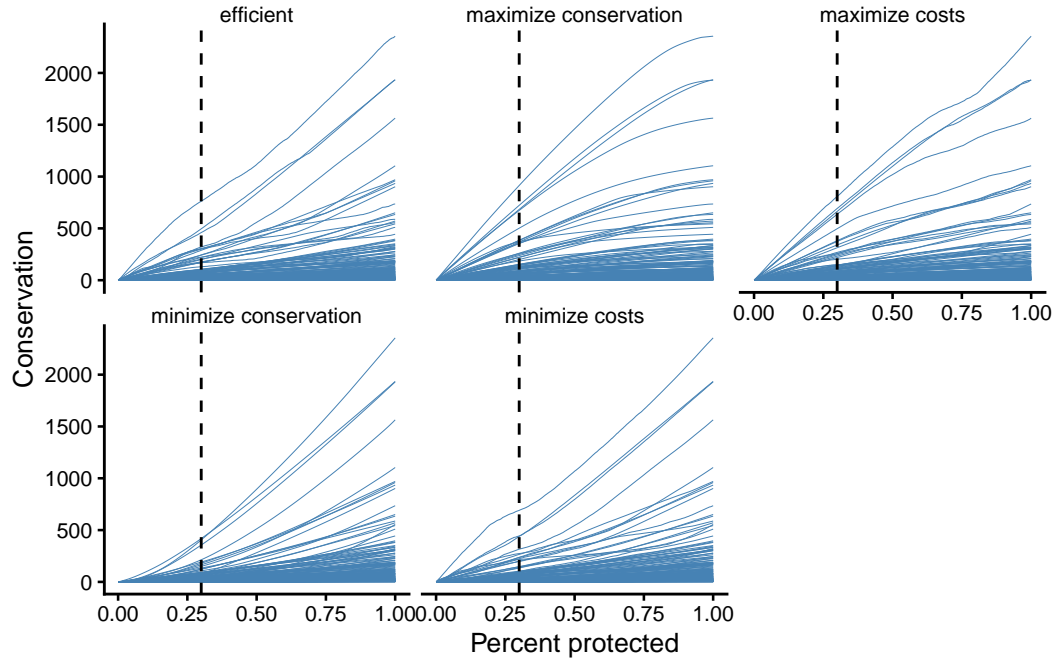 efficient
maximize conservation
maximize costs
2000
1500
1000
500
0
0.00 0.25 0.50 0.75 1.00
minimize conservation
minimize costs
2000
1500
1000
500
0
0.00 0.25 0.50 0.75 1.00
0.00 0.25 0.50 0.75 1.00
Conservation
Percent protected